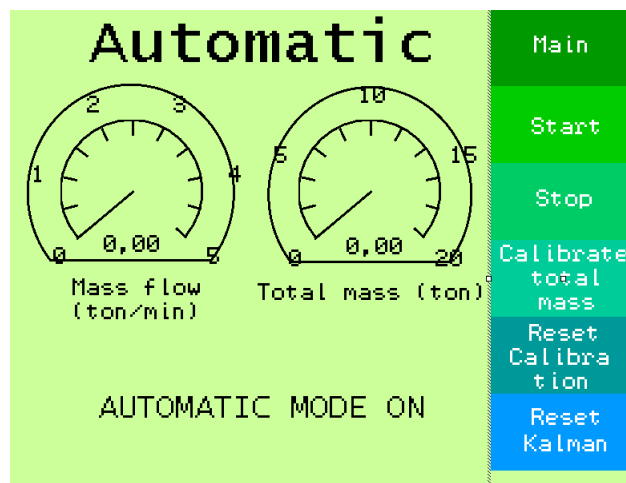 Automatic
2 3
1 4
0 0,00 5
Mass flow
(ton/min)
10
5 15
0 0,00 20
Total mass (ton)
AUTOMATIC MODE ON
Main
Start
Stop
Calibrate
total
mass
Reset
Calibra
tion
Reset
Kalman